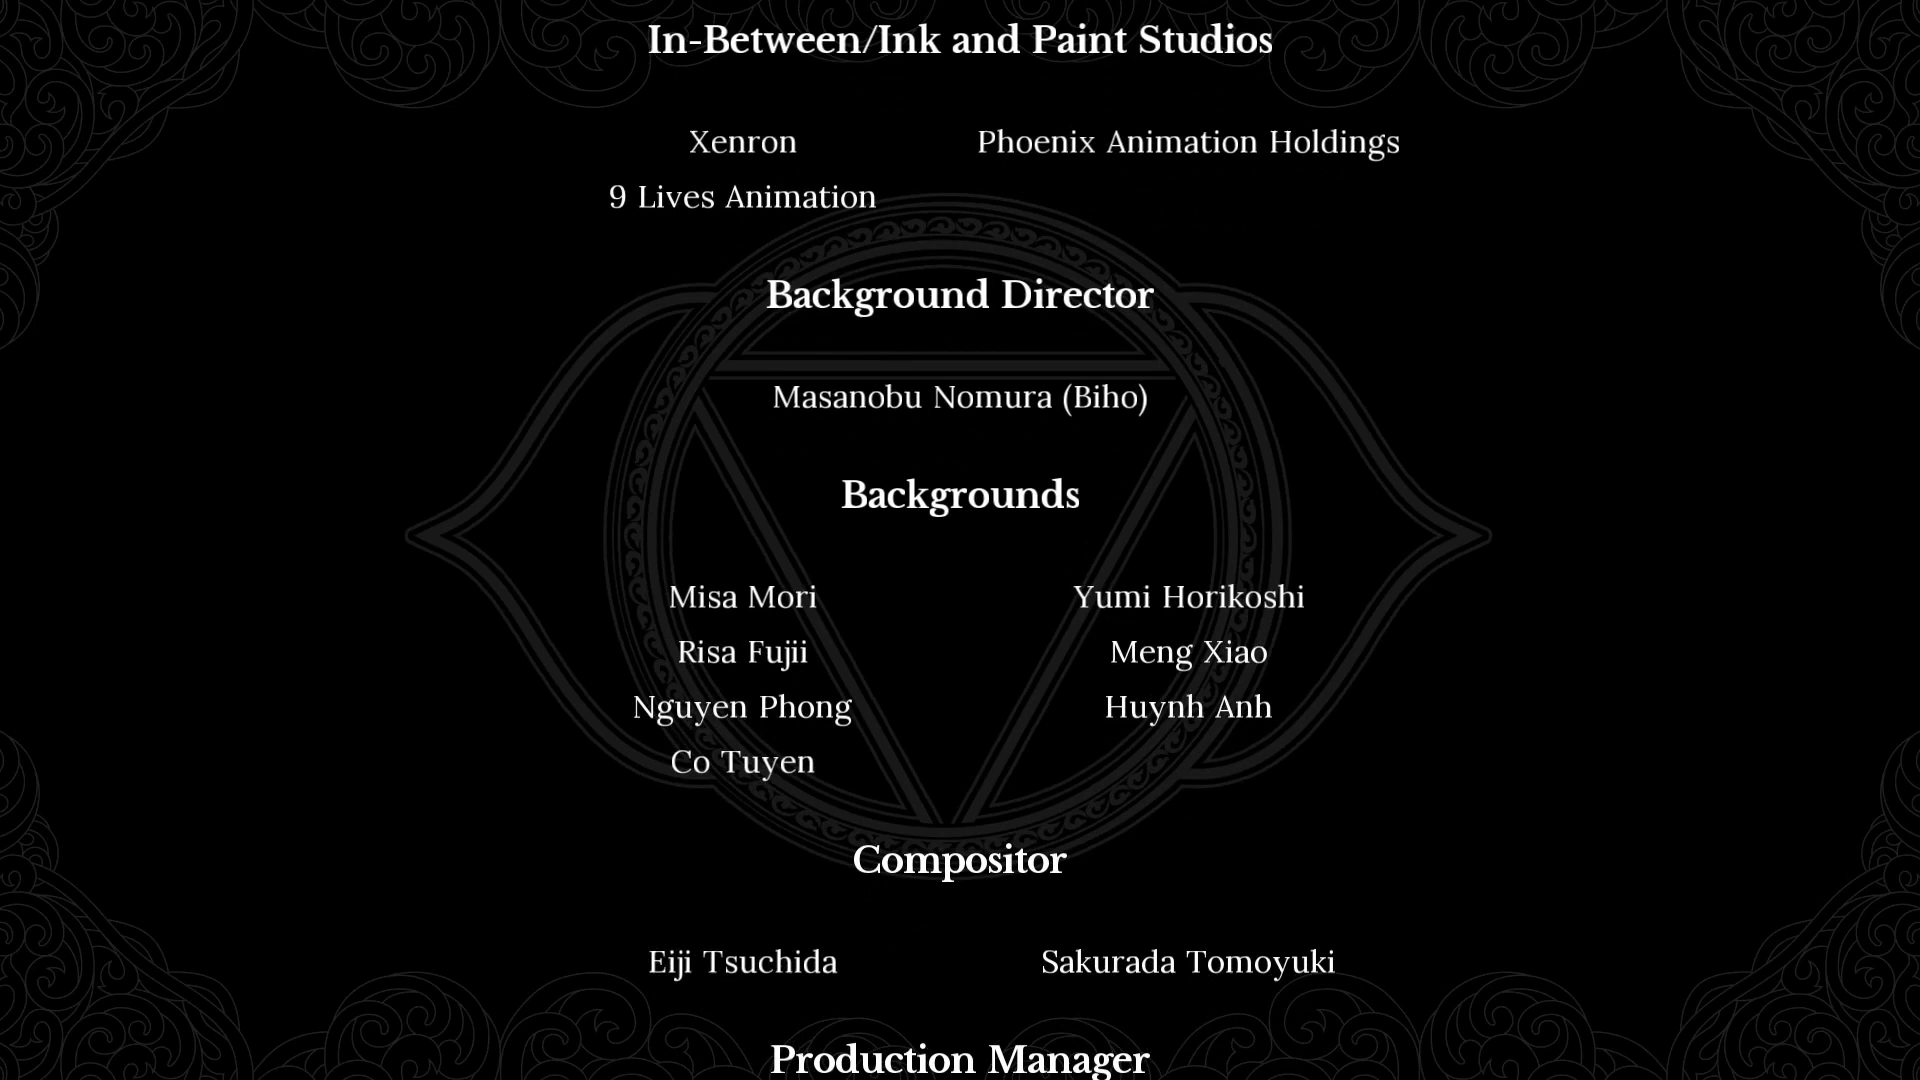 In-Between/Ink and Paint Studios
Xenron Phoenix Animation Holdings
9 Lives Animation
Background Director
Masanobu Nomura (Biho)
Backgrounds
Misa Mori Yumi Horikoshi
Risa Fujii Meng Xiao
Nguyen Phong Huynh Anh
Co Tuyen
Compositor
Eiji Tsuchida Sakurada Tomoyuki
Production Manager